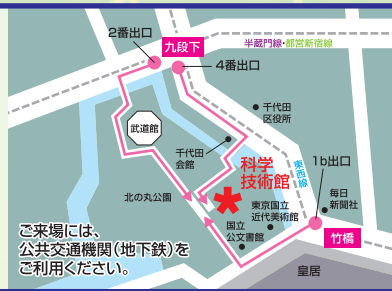 2番出口
九段下
半蔵門線・都営新宿線
4番出口
千代田
区役所
武道館
千代田
会館
科学
技術館
東西線
1b出口
北の丸公園
毎日
新聞社
東京国立
近代美術館
国立
公文書館
竹橋
皇居
ご来場には、
公共交通機関(地下鉄)を
ご利用ください。